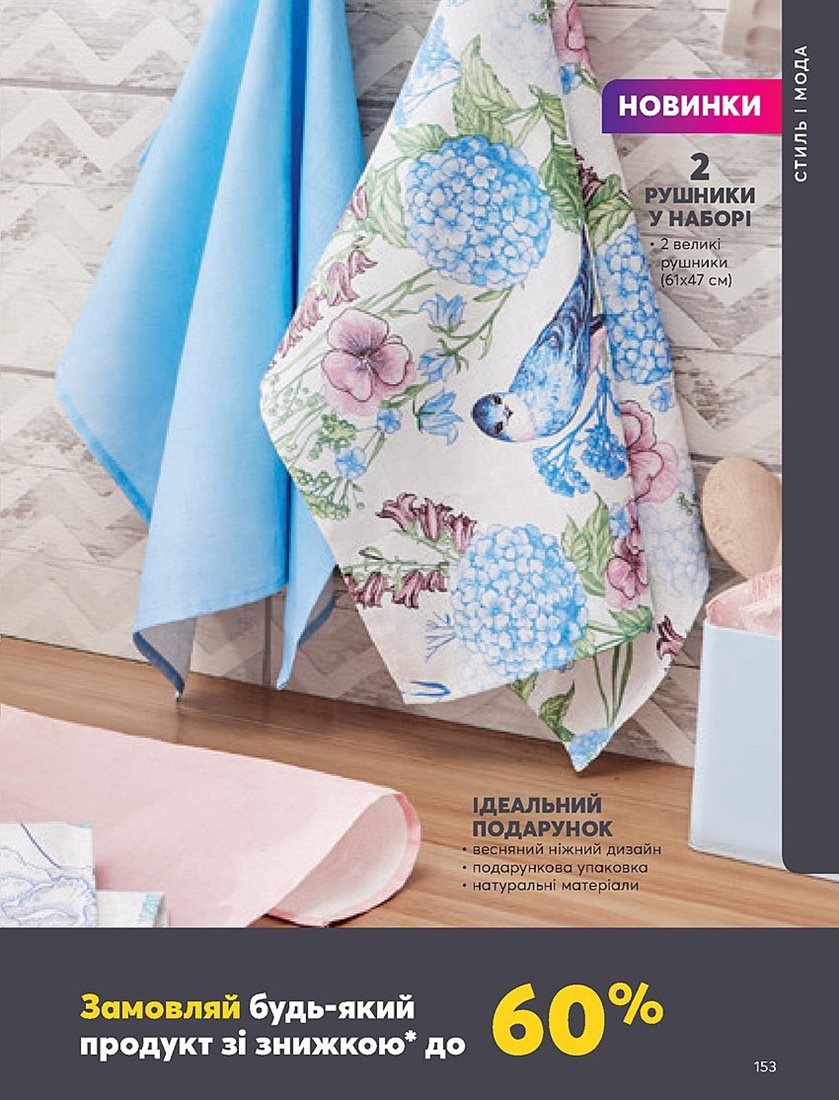 СТИЛЬ І МОДА
НОВИНКИ
2
РУШНИКИ
У НАБОРІ
• 2 великі
рушники
(61х47 см)
ІДЕАЛЬНИЙ
ПОДАРУНОК
• весняний ніжний дизайн
• подарункова упаковка
• натуральні матеріали
Замовляй будь-який
продукт зі знижкою* до
60%
153